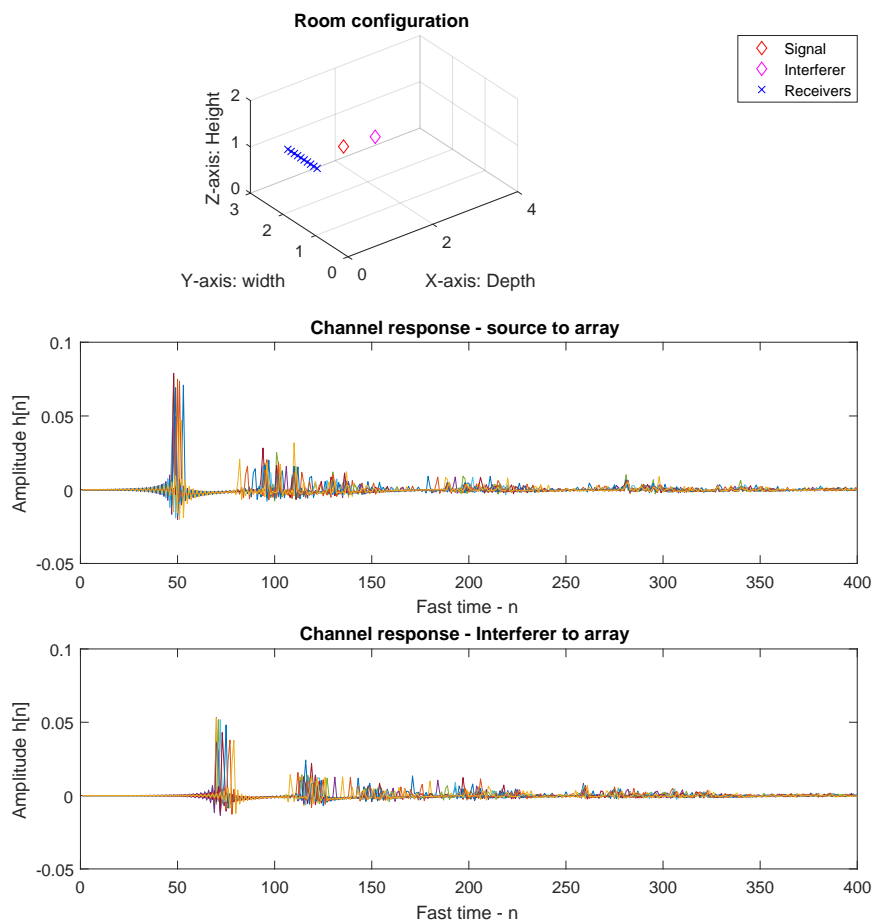 Room configuration
Signal
Interferer
Receivers
2
1
0
Z-axis: Height
3
2
1
0
Y-axis: width
0
2
4
X-axis: Depth
Channel response - source to array
0.1
0.05
0
-0.05
Amplitude h[n]
0
50
100
150
200
250
300
350
400
Fast time - n
Channel response - Interferer to array
0.1
0.05
0
-0.05
Amplitude h[n]
0
50
100
150
200
250
300
350
400
Fast time - n